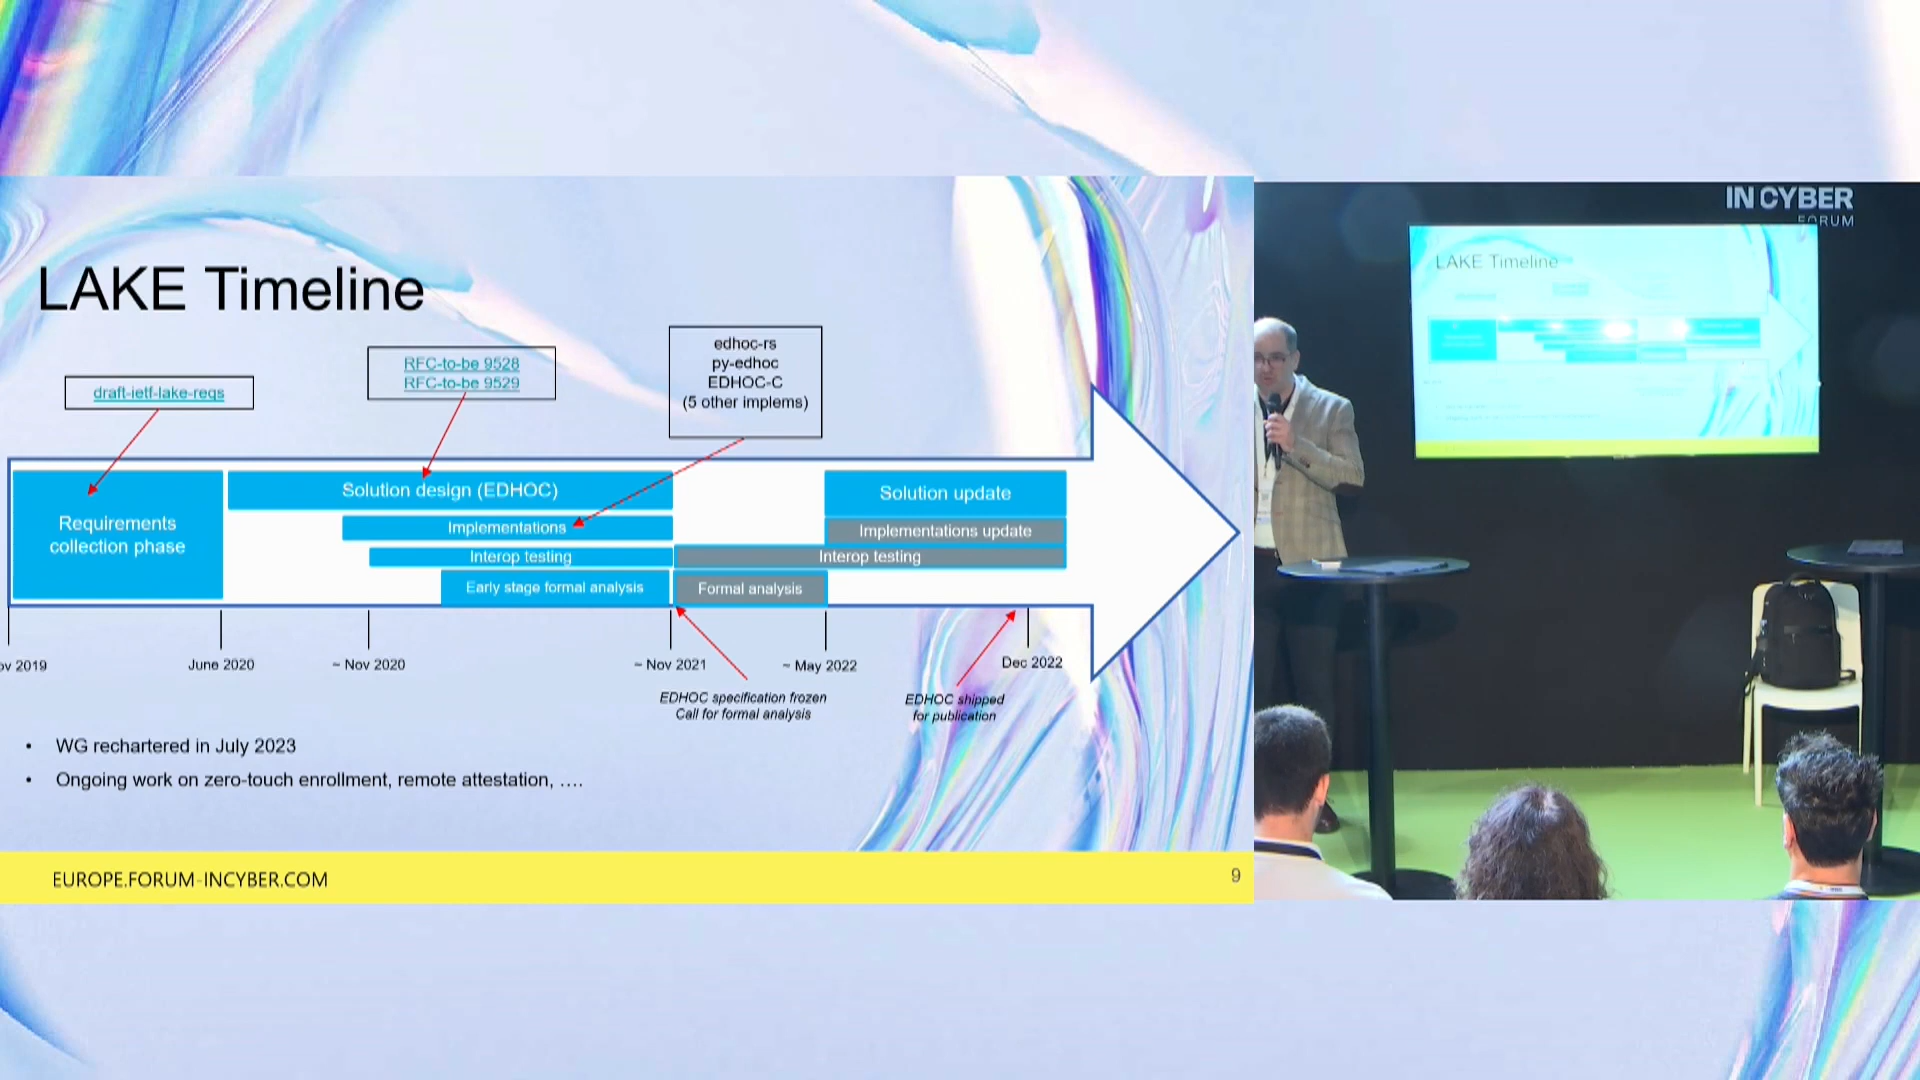 LAKE Timeline
draft-ietf-lake-reqs
RFC-to-be 9528
RFC-to-be 9529
edhoc-rs
py-edhoc
EDHOC-C
(5 other implems)
Requirements
collection phase
Solution design (EDHOC)
Implementations
Interop testing
Early stage formal analysis
Solution update
Implementations update
Interop testing
Formal analysis
ov 2019
June 2020
~ Nov 2020
~ Nov 2021
~ May 2022
Dec 2022
EDHOC specification frozen
Call for formal analysis
EDHOC shipped
for publication
• WG rechartered in July 2023
• Ongoing work on zero-touch enrollment, remote attestation, ….
EUROPE.FORUM-INCYBER.COM
9
IN CYBER
FORUM
LAKE Timeline